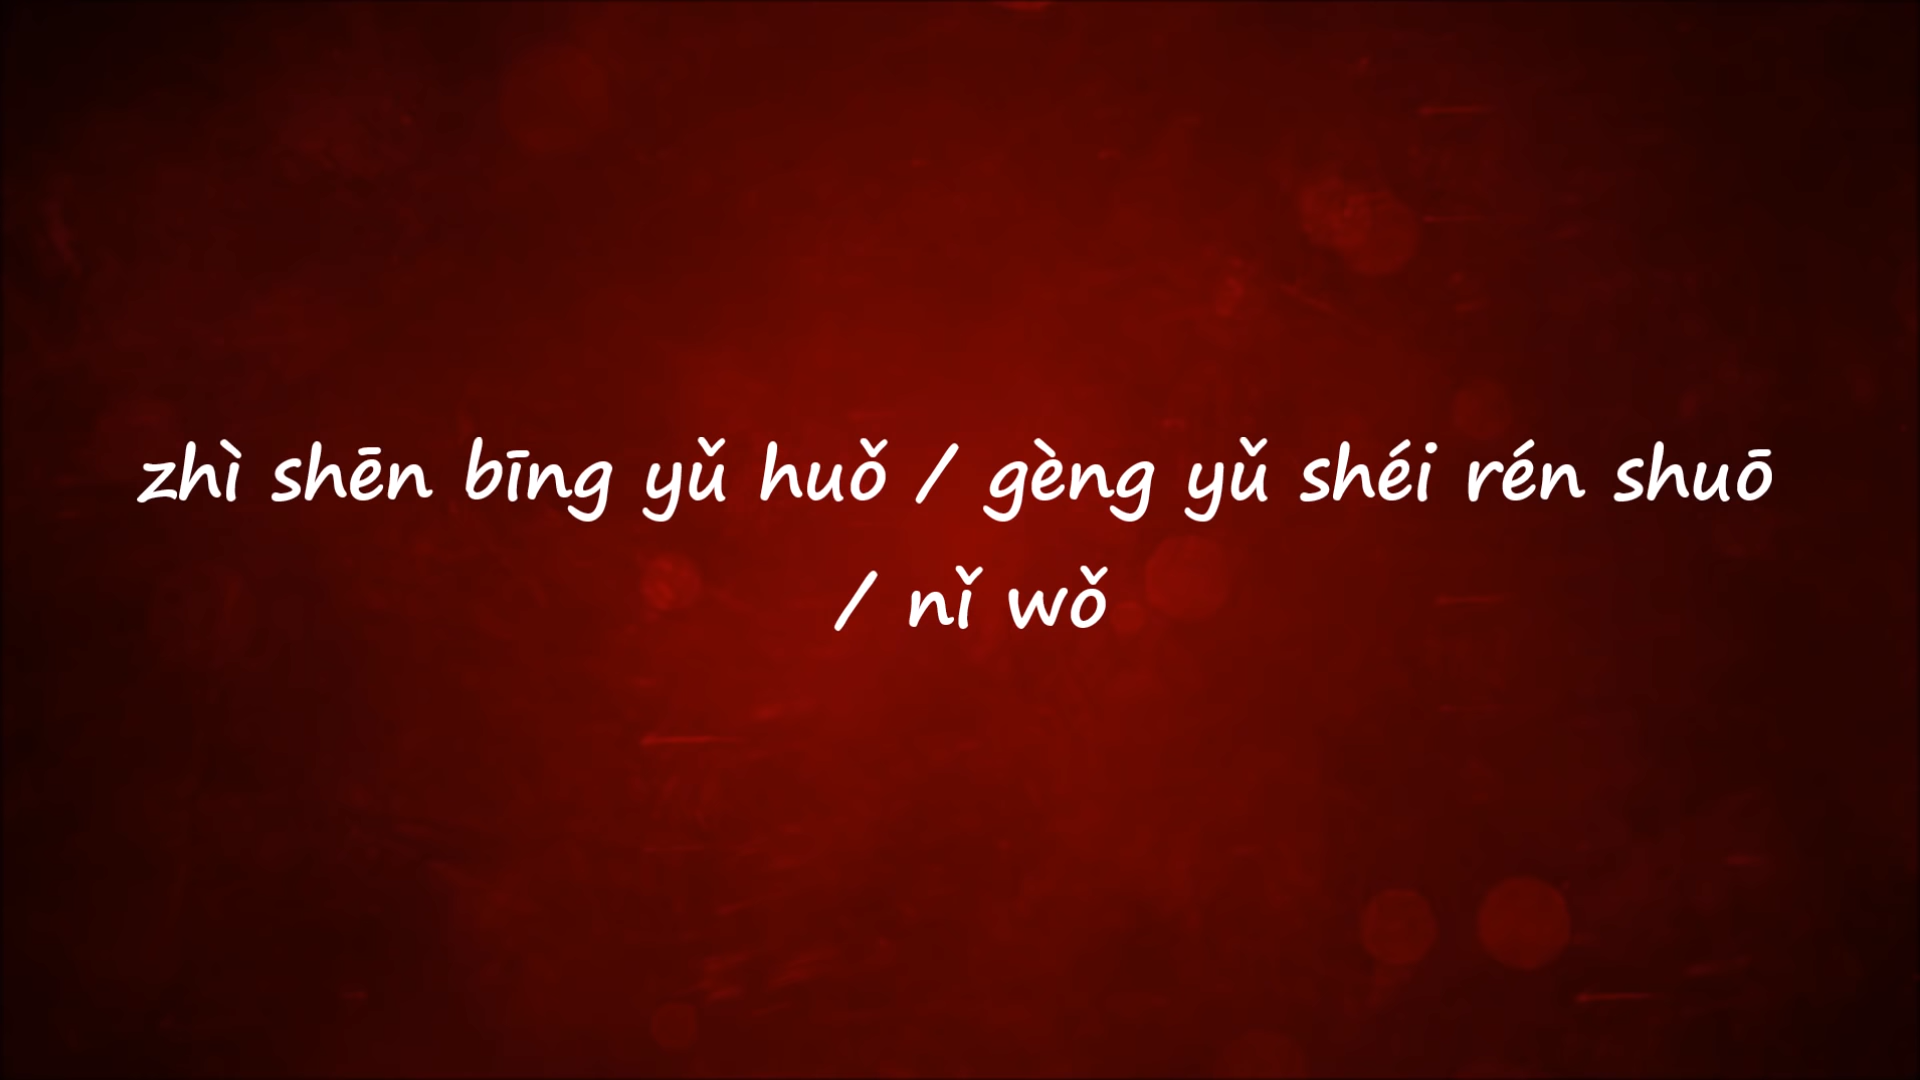 zhì shēn bīng yǔ huǒ / gèng yǔ shéi rén shuō
/ nǐ wǒ